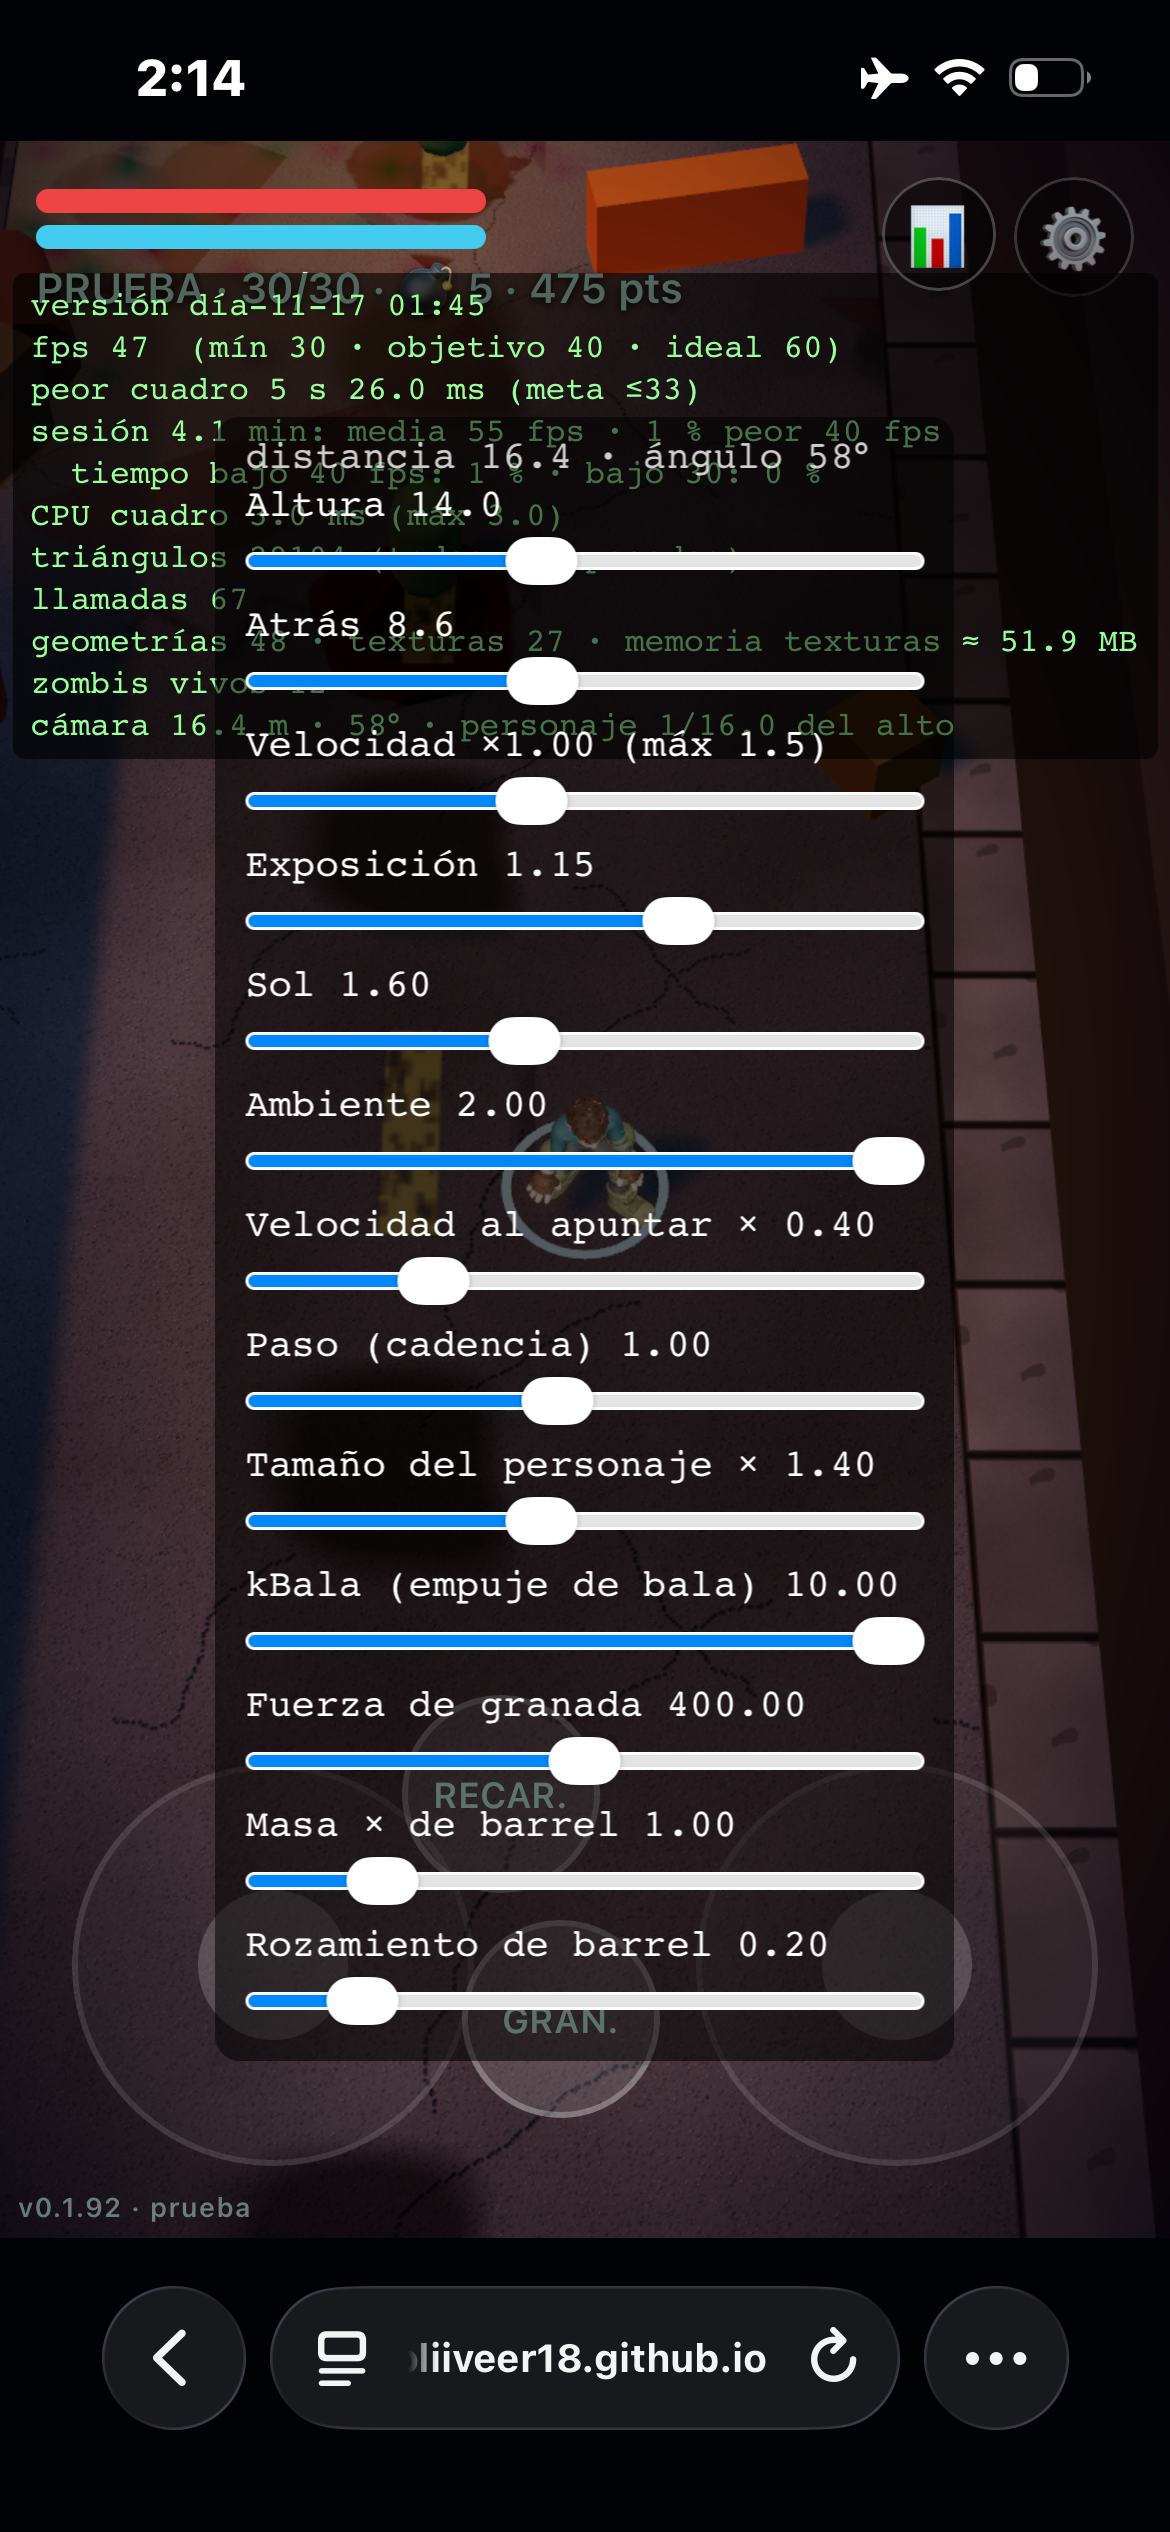 2:14
PRUEBA · 30/30 · 5 · 475 pts
versión día-11-17 01:45
fps 47 (mín 30 · objetivo 40 · ideal 60)
peor cuadro 5 s 26.0 ms (meta ≤33)
sesión 4.1 min: media 55 fps · 1 % peor 40 fps
tiempo bajo 40 fps: 1 % · bajo 30: 0 %
CPU cuadro 3.0 ms (máx 3.0)
triángulos
llamadas 67
geometrías 48 · texturas 27 · memoria texturas ≈ 51.9 MB
zombis vivos 12
cámara 16.4 m · 58° · personaje 1/16.0 del alto
distancia 16.4 · ángulo 58°
Altura 14.0
Atrás 8.6
Velocidad ×1.00 (máx 1.5)
Exposición 1.15
Sol 1.60
Ambiente 2.00
Velocidad al apuntar × 0.40
Paso (cadencia) 1.00
Tamaño del personaje × 1.40
kBala (empuje de bala) 10.00
Fuerza de granada 400.00
RECAR.
Masa × de barrel 1.00
Rozamiento de barrel 0.20
GRAN.
v0.1.92 · prueba
liiveer18.github.io